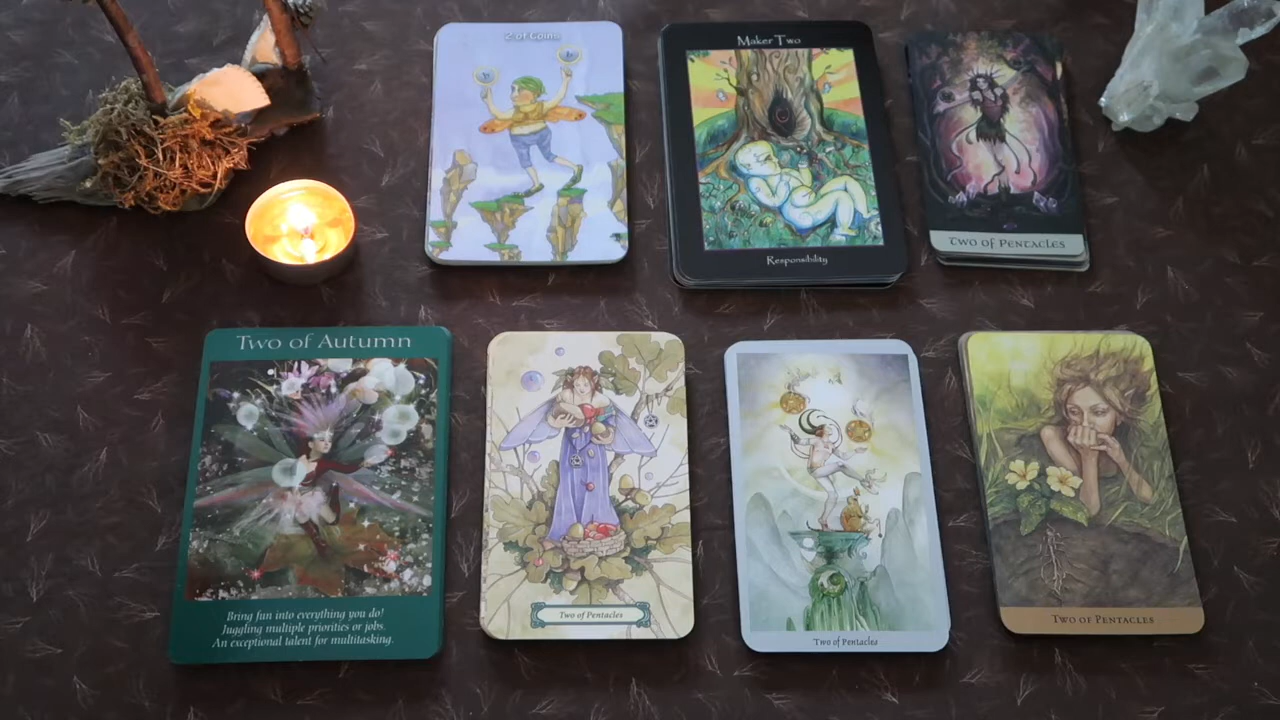 2 of Coins
Maker Two
Responsibility
Two of Pentacles
Two of Autumn
Bring fun into everything you do!
Juggling multiple priorities or jobs.
An exceptional talent for multitasking.
Two of Pentacles
Two of Pentacles
Two of Pentacles